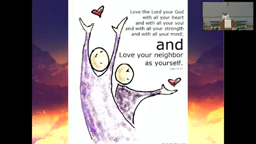 Love the Lord your God
with all your heart
and with all your soul
and with all your strength
and with all your mind;
and
Love your neighbor
as yourself.